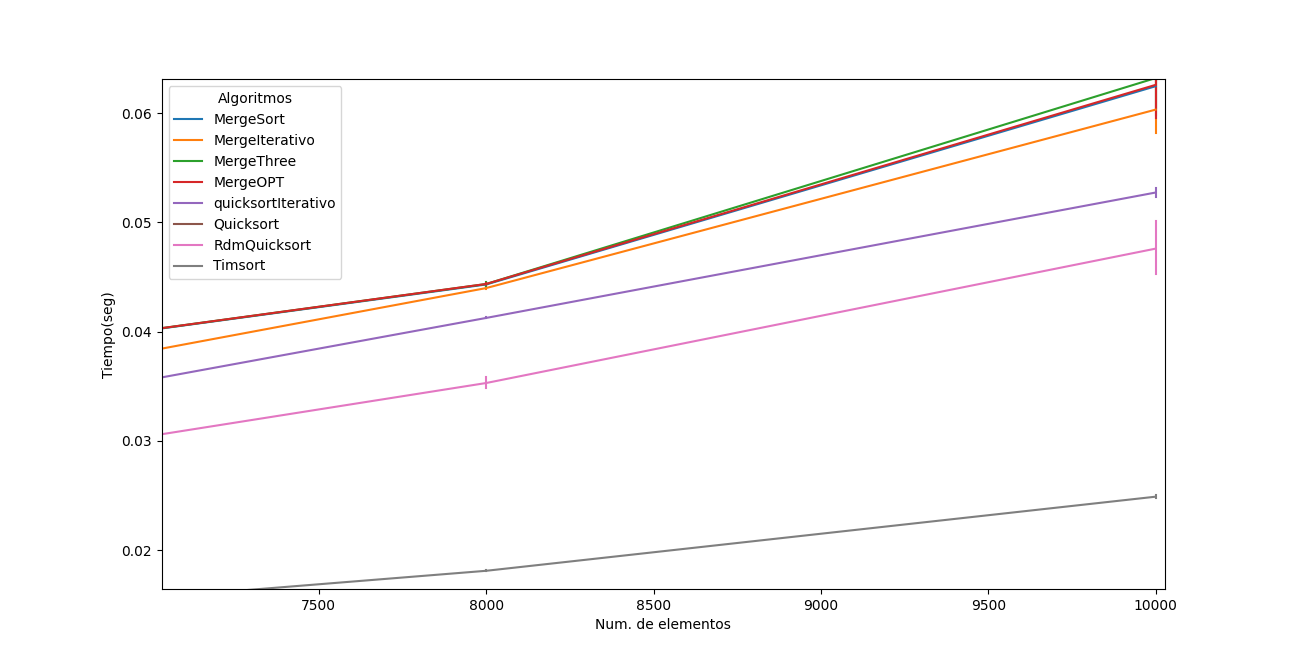 Algoritmos
MergeSort
MergeIterativo
MergeThree
MergeOPT
quicksortIterativo
Quicksort
RdmQuicksort
Timsort
Tiempo(seg)
0.06
0.05
0.04
0.03
0.02
7500 8000 8500 9000 9500 10000
Num. de elementos